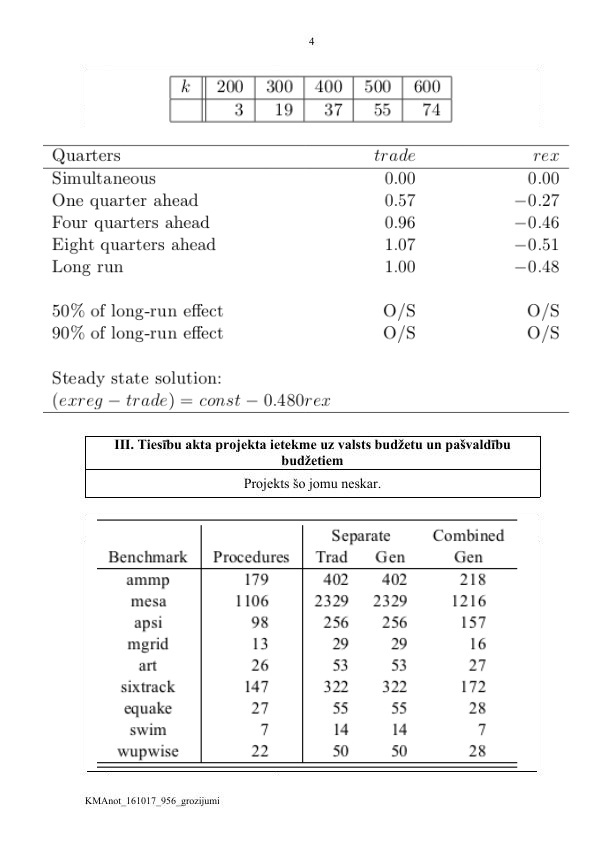 4
k 200 300 400 500 600
3 19 37 55 74
Quarters trade rex
Simultaneous 0.00 0.00
One quarter ahead 0.57 −0.27
Four quarters ahead 0.96 −0.46
Eight quarters ahead 1.07 −0.51
Long run 1.00 −0.48
50% of long-run effect O/S O/S
90% of long-run effect O/S O/S
Steady state solution:
(exreg − trade) = const − 0.480rex
III. Tiesību akta projekta ietekme uz valsts budžetu un pašvaldību
budžetiem
Projekts šo jomu neskar.
Separate Combined
Benchmark Procedures Trad Gen Gen
ammp 179 402 402 218
mesa 1106 2329 2329 1216
apsi 98 256 256 157
mgrid 13 29 29 16
art 26 53 53 27
sixtrack 147 322 322 172
equake 27 55 55 28
swim 7 14 14 7
wupwise 22 50 50 28
KMAnot_161017_956_grozijumi